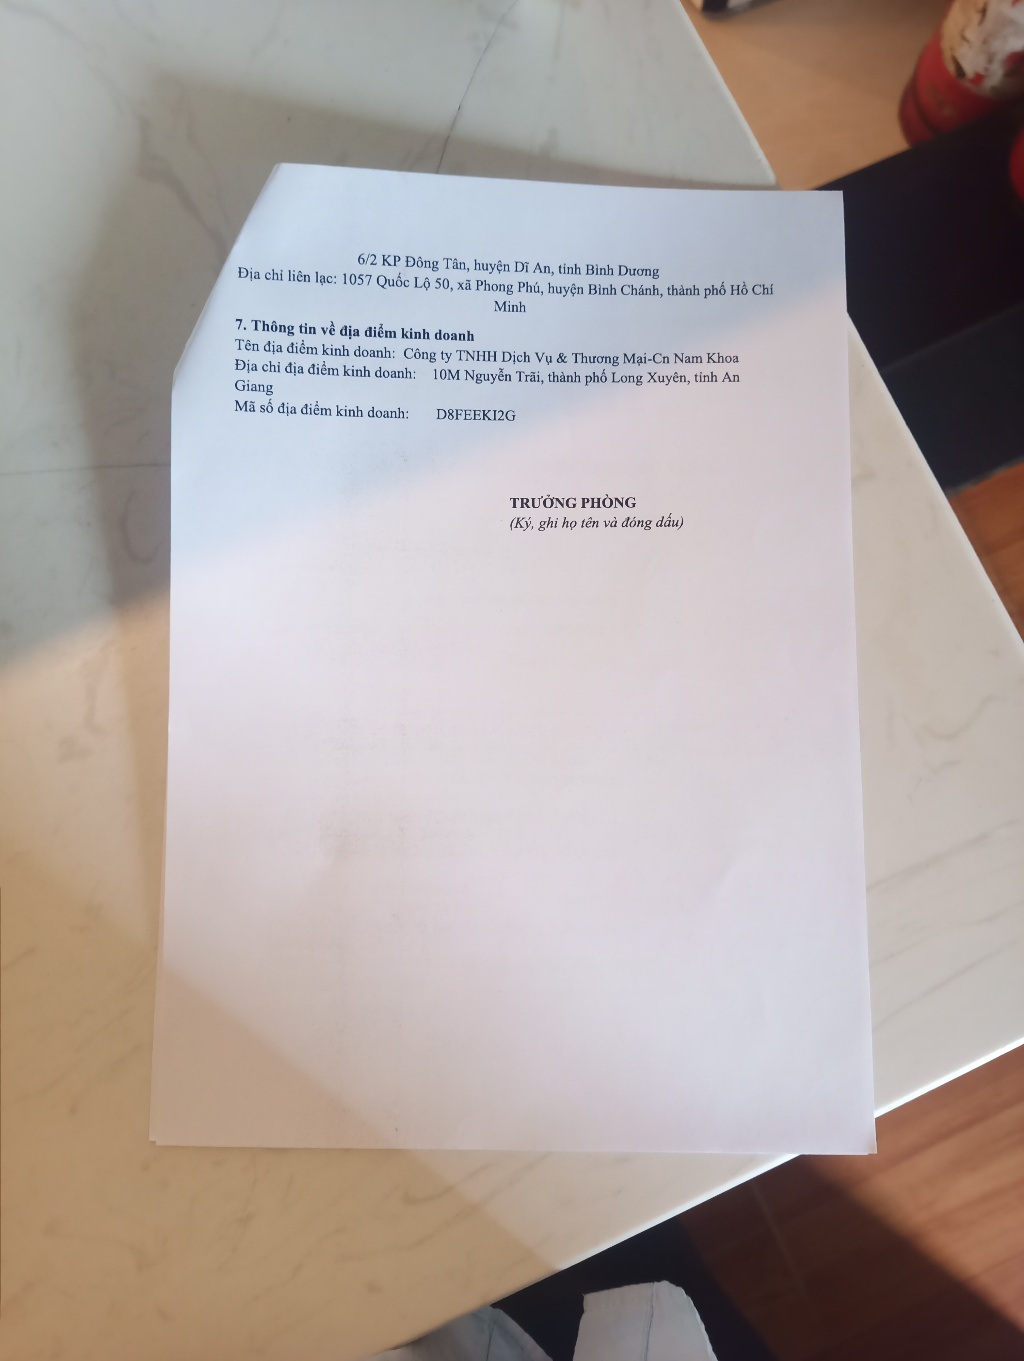 6/2 KP Đông Tân, huyện Dĩ An, tỉnh Bình Dương
Địa chỉ liên lạc: 1057 Quốc Lộ 50, xã Phong Phú, huyện Bình Chánh, thành phố Hồ Chí
Minh
7. Thông tin về địa điểm kinh doanh
Tên địa điểm kinh doanh: Công ty TNHH Dịch Vụ & Thương Mại-Cn Nam Khoa
Địa chỉ địa điểm kinh doanh: 10M Nguyễn Trãi, thành phố Long Xuyên, tỉnh An
Giang
Mã số địa điểm kinh doanh: D8FEEKI2G
TRƯỞNG PHÒNG
(Ký, ghi họ tên và đóng dấu)